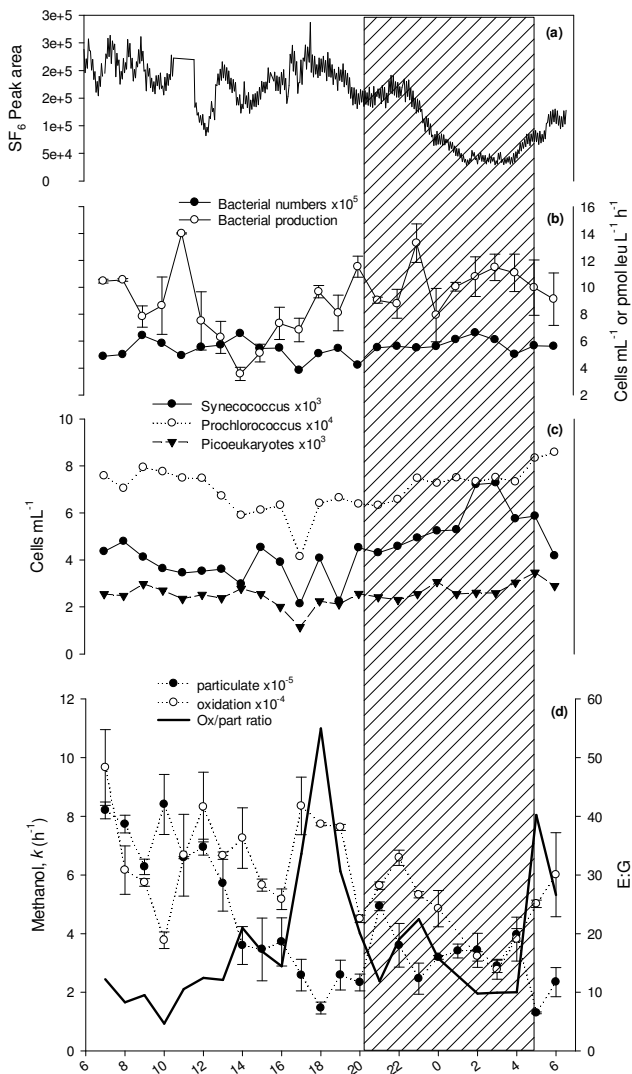 3e+5
(a)
2e+5
2e+5
1e+5
5e+4
0
SF6 Peak area
Bacterial numbers x10^5
Bacterial production
(b)
16
14
12
10
8
6
4
2
Cells mL^-1 or pmol leu L^-1 h^-1
Synecococcus x10^3
Prochlorococcus x10^4
Picoeukaryotes x10^3
(c)
10
8
6
4
2
0
Cells mL^-1
particulate x10^-5
oxidation x10^-4
Ox/part ratio
(d)
12
10
8
6
4
2
0
Methanol, k (h^-1)
60
50
40
30
20
10
0
E:G
6 8 10 12 14 16 18 20 22 0 2 4 6